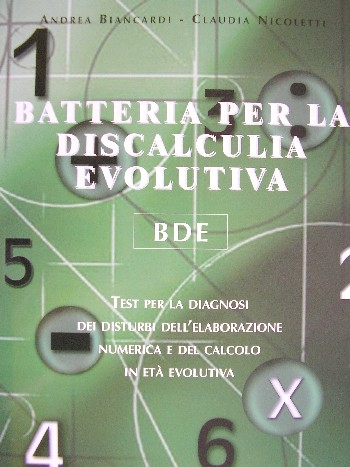 ANDREA BIANCARDI - CLAUDIA NICOLETTI
1
3
BATTERIA PER LA
DISCALCULIA
EVOLUTIVA
BDE
5
2
TEST PER LA DIAGNOSI
DEI DISTURBI DELL'ELABORAZIONE
NUMERICA E DEL CALCOLO
IN ETÀ EVOLUTIVA
X
4
6